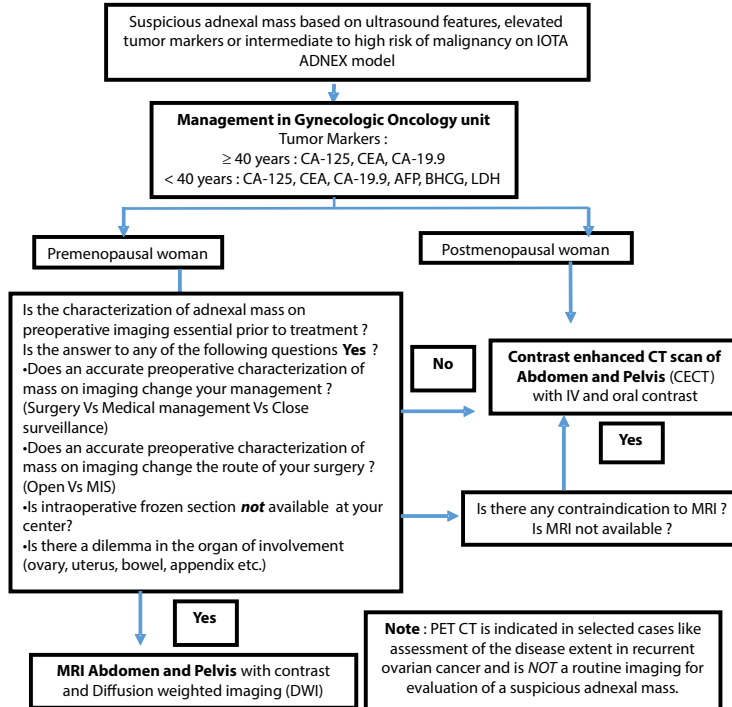 Suspicious adnexal mass based on ultrasound features, elevated
tumor markers or intermediate to high risk of malignancy on IOTA
ADNEX model
Management in Gynecologic Oncology unit
Tumor Markers :
≥ 40 years : CA-125, CEA, CA-19.9
< 40 years : CA-125, CEA, CA-19.9, AFP, BHCG, LDH
Premenopausal woman
Postmenopausal woman
Is the characterization of adnexal mass on
preoperative imaging essential prior to treatment ?
Is the answer to any of the following questions Yes ?
•Does an accurate preoperative characterization of
mass on imaging change your management ?
(Surgery Vs Medical management Vs Close
surveillance)
•Does an accurate preoperative characterization of
mass on imaging change the route of your surgery ?
(Open Vs MIS)
•Is intraoperative frozen section not available at your
center?
•Is there a dilemma in the organ of involvement
(ovary, uterus, bowel, appendix etc.)
No
Contrast enhanced CT scan of
Abdomen and Pelvis (CECT)
with IV and oral contrast
Yes
Is there any contraindication to MRI ?
Is MRI not available ?
Yes
MRI Abdomen and Pelvis with contrast
and Diffusion weighted imaging (DWI)
Note : PET CT is indicated in selected cases like
assessment of the disease extent in recurrent
ovarian cancer and is NOT a routine imaging for
evaluation of a suspicious adnexal mass.